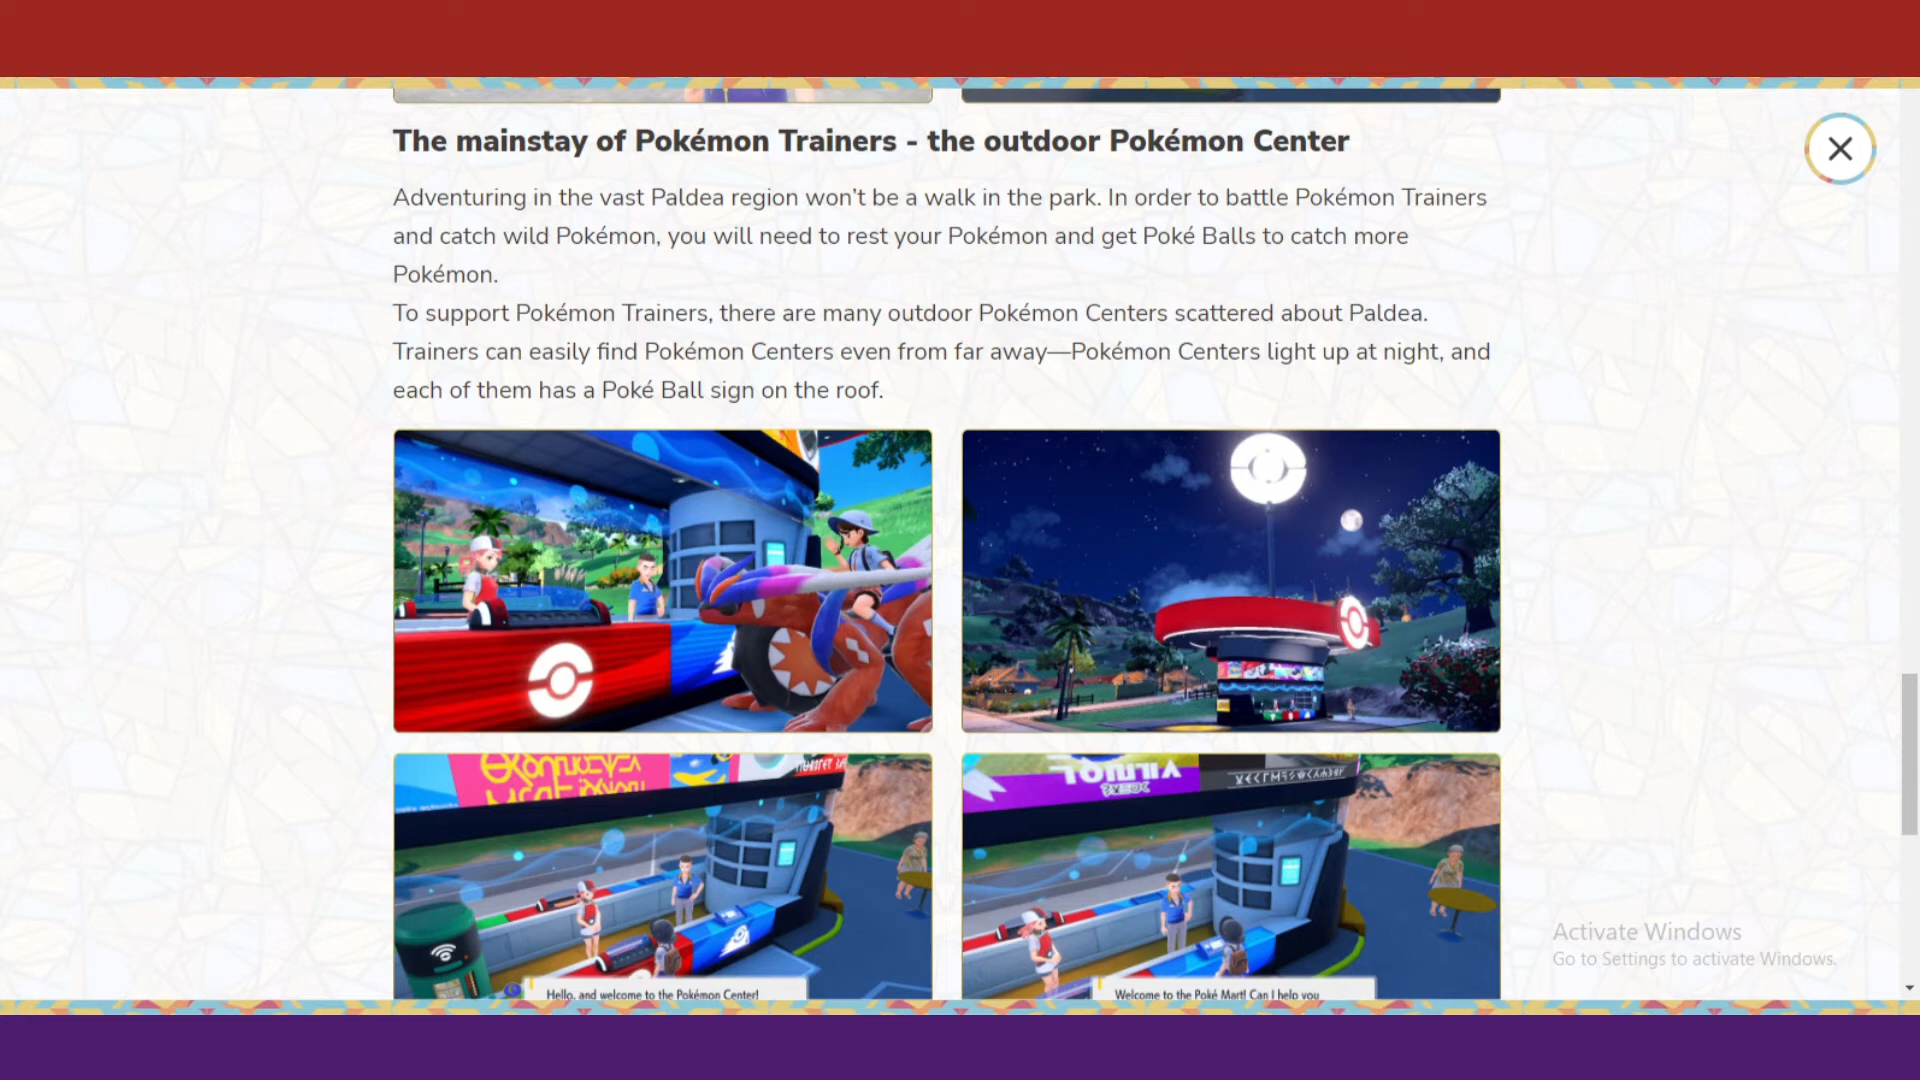 The mainstay of Pokémon Trainers - the outdoor Pokémon Center
Adventuring in the vast Paldea region won’t be a walk in the park. In order to battle Pokémon Trainers
and catch wild Pokémon, you will need to rest your Pokémon and get Poké Balls to catch more
Pokémon.
To support Pokémon Trainers, there are many outdoor Pokémon Centers scattered about Paldea.
Trainers can easily find Pokémon Centers even from far away—Pokémon Centers light up at night, and
each of them has a Poké Ball sign on the roof.
Hello, and welcome to the Pokémon Center!
Welcome to the Poké Mart! Can I help you
Activate Windows
Go to Settings to activate Windows.